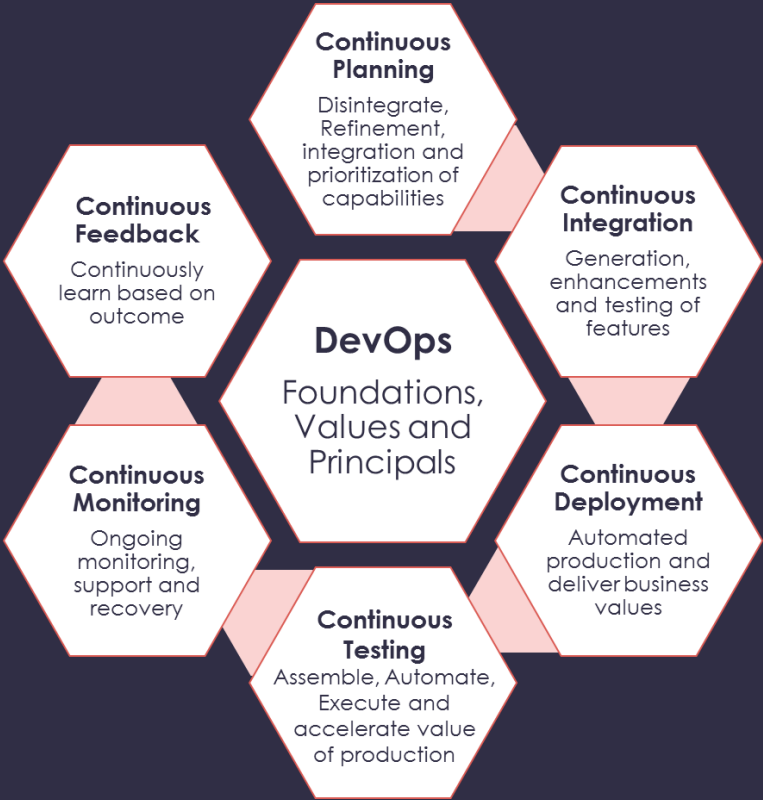 Continuous
Planning
Disintegrate,
Refinement,
integration and
prioritization of
capabilities
Continuous
Integration
Generation,
enhancements
and testing of
features
Continuous
Deployment
Automated
production and
deliver business
values
Continuous
Testing
Assemble, Automate,
Execute and
accelerate value
of production
Continuous
Monitoring
Ongoing
monitoring,
support and
recovery
Continuous
Feedback
Continuously
learn based on
outcome
DevOps
Foundations,
Values and
Principals